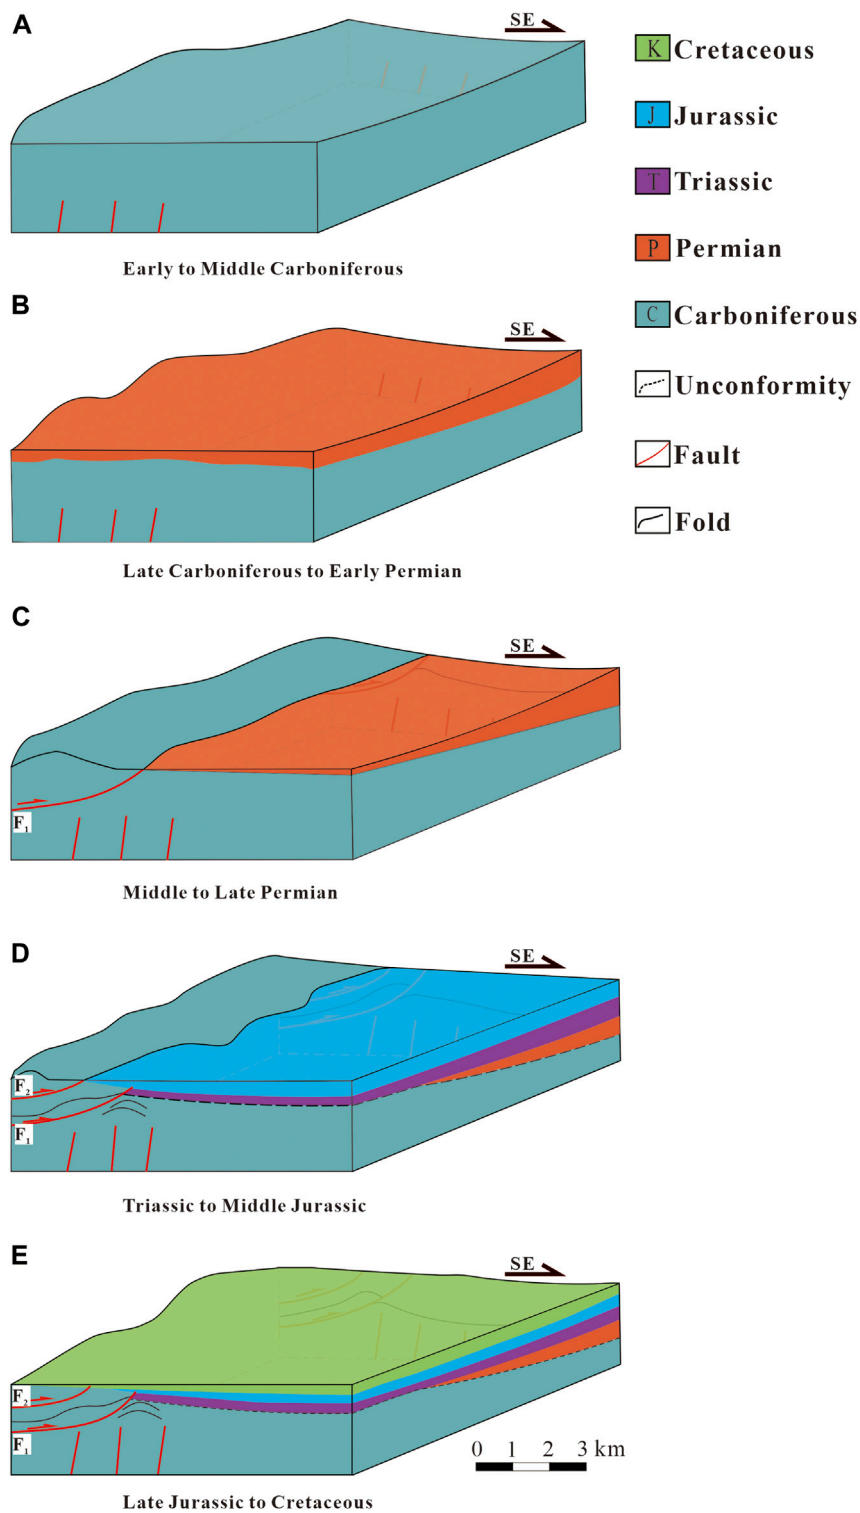 A
SE
K Cretaceous
J Jurassic
T Triassic
P Permian
C Carboniferous
Unconformity
Fault
Fold
Early to Middle Carboniferous
B
SE
Late Carboniferous to Early Permian
C
SE
F1
Middle to Late Permian
D
SE
F2
F1
Triassic to Middle Jurassic
E
SE
F2
F1
0 1 2 3 km
Late Jurassic to Cretaceous